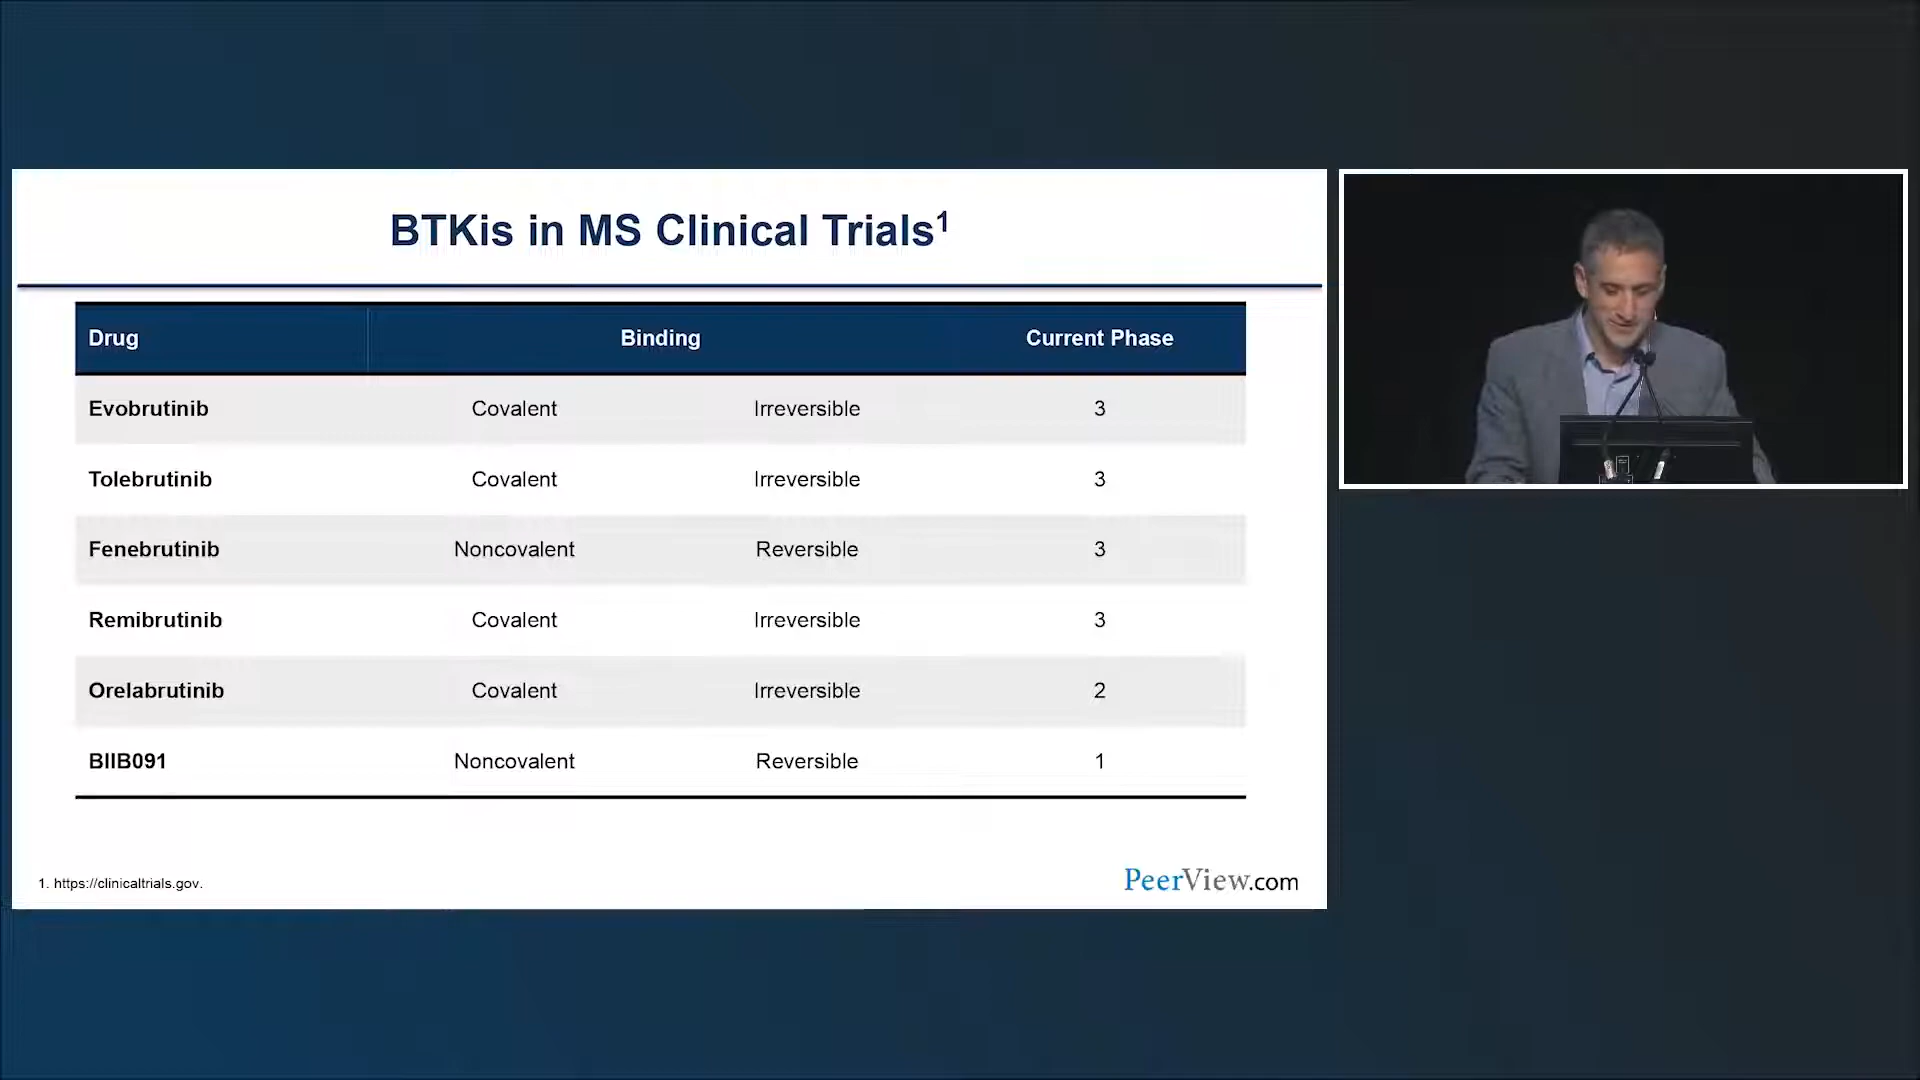 BTKis in MS Clinical Trials1
Drug Binding Current Phase
Evobrutinib Covalent Irreversible 3
Tolebrutinib Covalent Irreversible 3
Fenebrutinib Noncovalent Reversible 3
Remibrutinib Covalent Irreversible 3
Orelabrutinib Covalent Irreversible 2
BIIB091 Noncovalent Reversible 1
1. https://clinicaltrials.gov.
PeerView.com